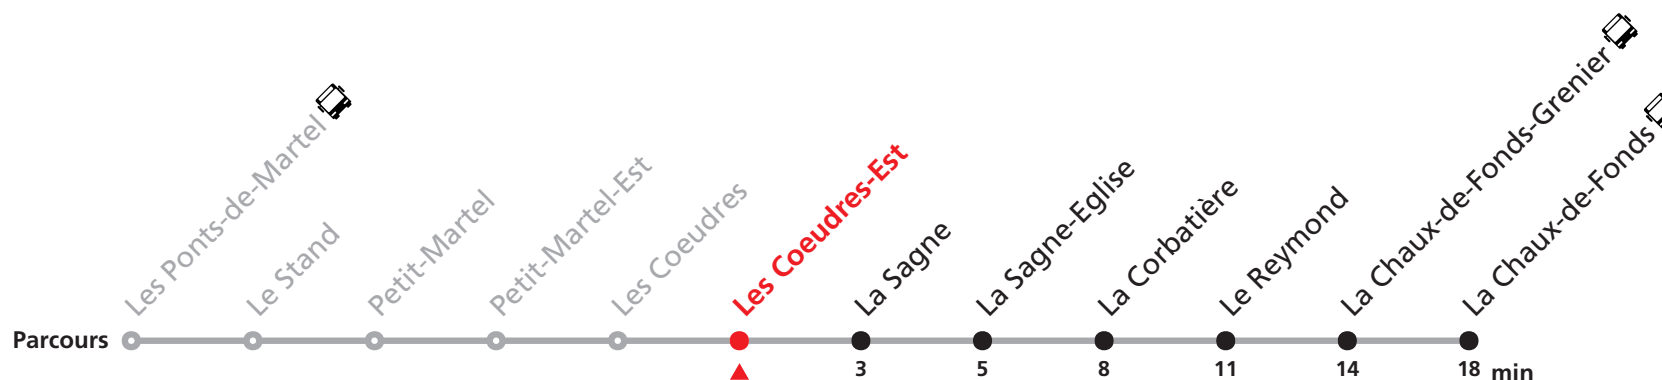 Les Ponts-de-Martel
Le Stand
Petit-Martel
Petit-Martel-Est
Les Coeudres
Les Coeudres-Est
La Sagne
La Sagne-Eglise
La Corbatière
Le Reymond
La Chaux-de-Fonds-Grenier
La Chaux-de-Fonds
Parcours
3 5 8 11 14 18 min